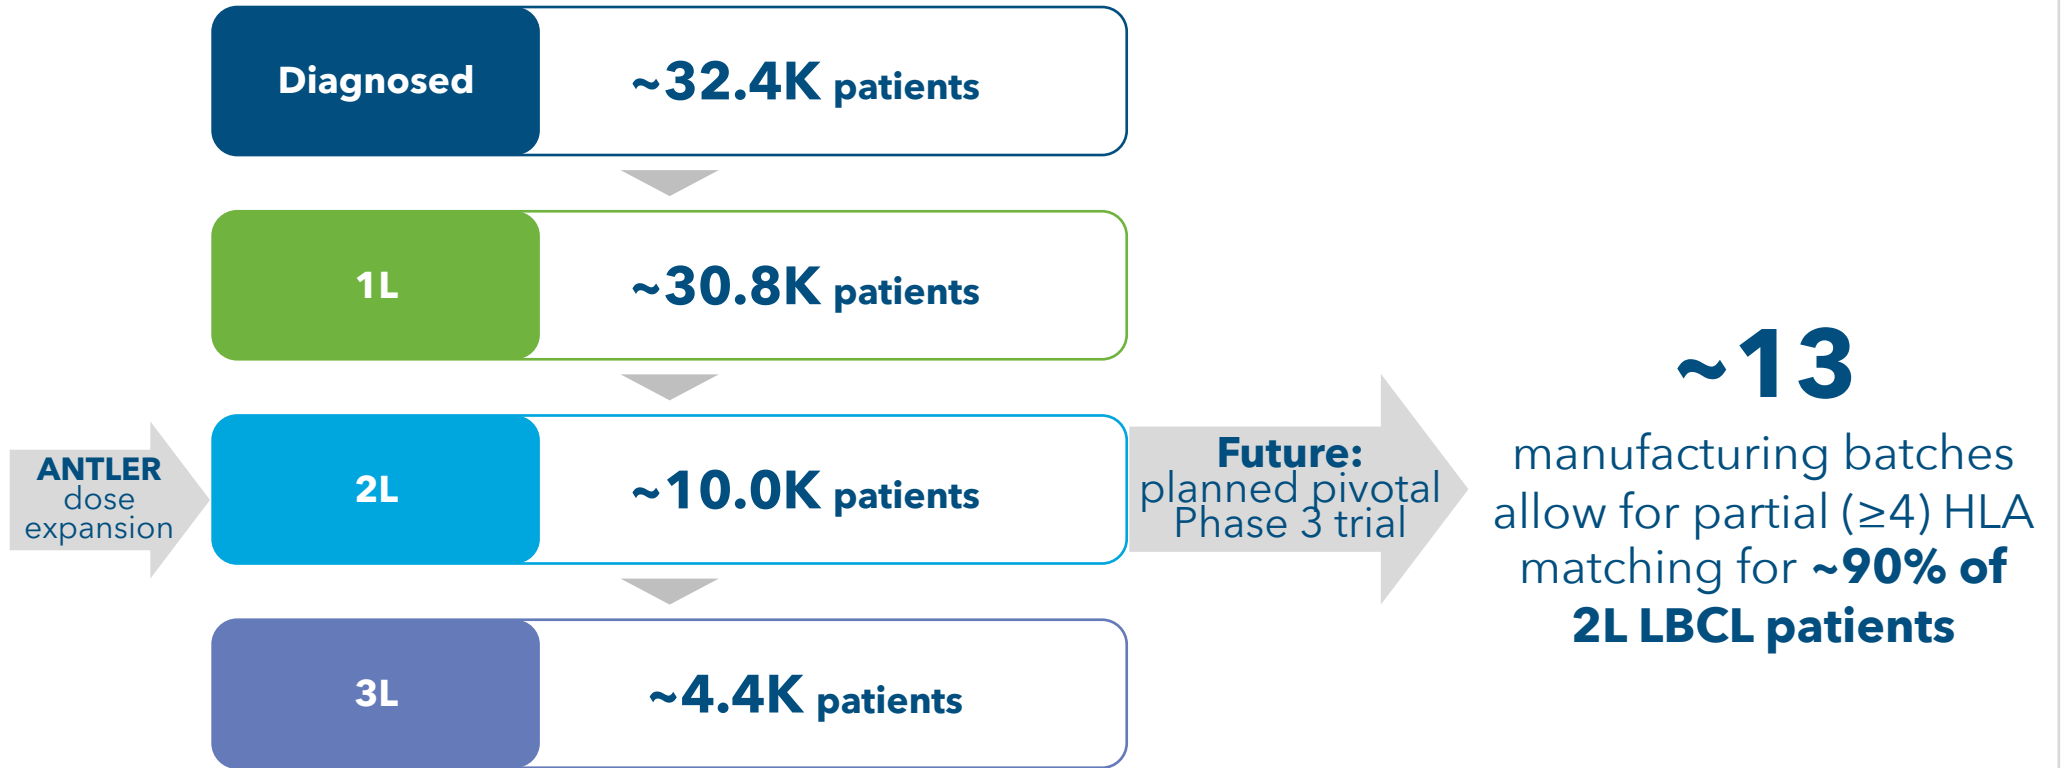 Diagnosed
~32.4K patients
1L
~30.8K patients
ANTLER
dose
expansion
2L
~10.0K patients
Future:
planned pivotal
Phase 3 trial
3L
~4.4K patients
~13
manufacturing batches
allow for partial (≥4) HLA
matching for ~90% of
2L LBCL patients